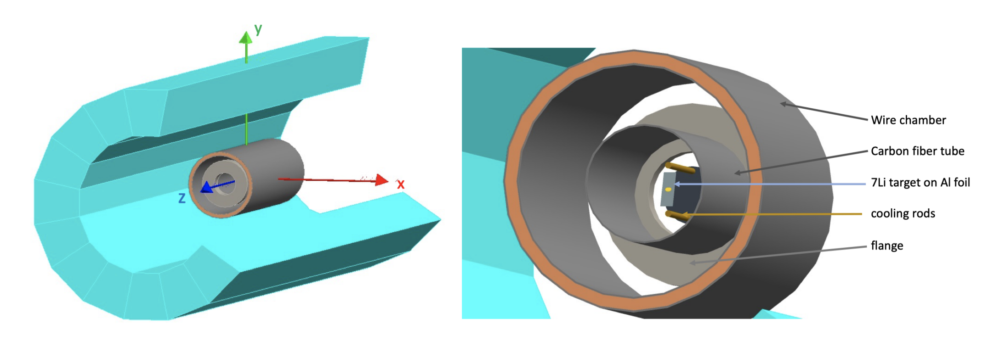 y
x
z
Wire chamber
Carbon fiber tube
7Li target on Al foil
cooling rods
flange